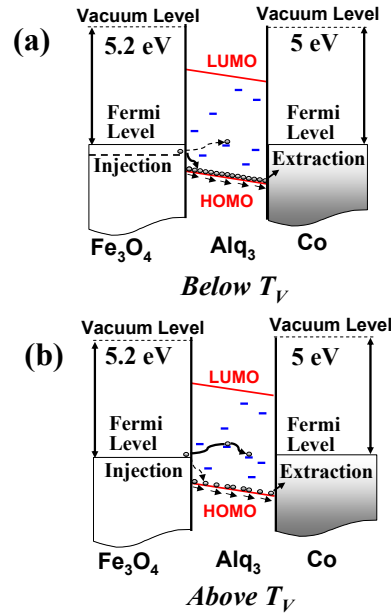 (a)
Vacuum Level Vacuum Level
5.2 eV 5 eV
LUMO
Fermi Level Fermi Level
Injection Extraction
HOMO
Fe₃O₄ Alq₃ Co
Below T_V
(b)
Vacuum Level Vacuum Level
5.2 eV 5 eV
LUMO
Fermi Level Fermi Level
Injection Extraction
HOMO
Fe₃O₄ Alq₃ Co
Above T_V